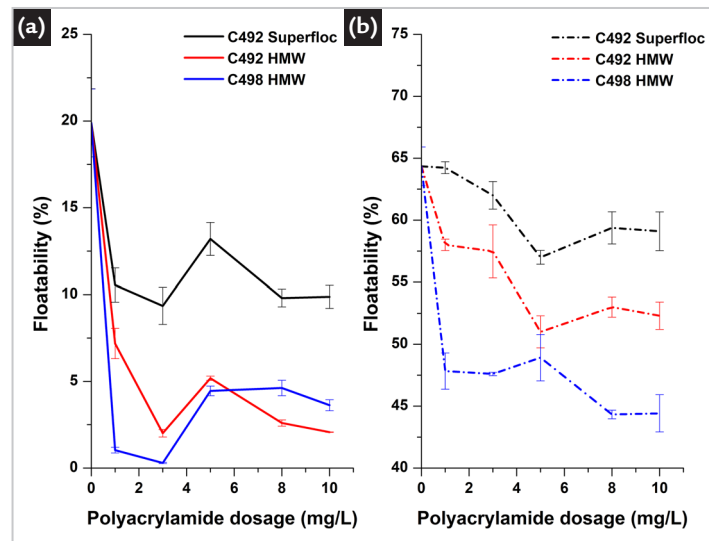 (a)
C492 Superfloc
C492 HMW
C498 HMW
25
20
15
10
5
0
0 2 4 6 8 10
Floatability (%)
Polyacrylamide dosage (mg/L)
(b)
C492 Superfloc
C492 HMW
C498 HMW
75
70
65
60
55
50
45
40
0 2 4 6 8 10
Floatability (%)
Polyacrylamide dosage (mg/L)